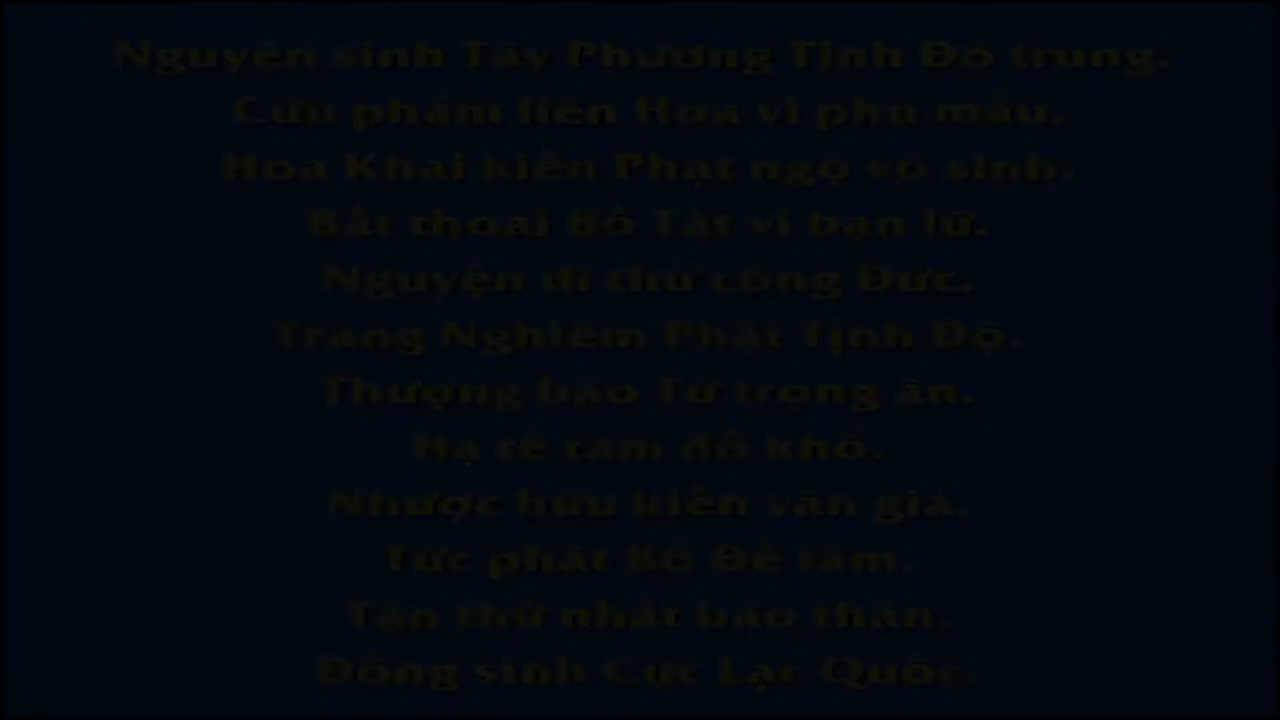 Nguyện sinh Tây Phương Tịnh Độ trung.
Cửu phẩm liên Hoa vi phụ mẫu.
Hoa Khai kiến Phật ngộ vô sinh.
Bất thoái Bồ Tát vi bạn lữ.
Nguyện dĩ thử công Đức.
Trang Nghiêm Phật Tịnh Độ.
Thượng báo Tứ trọng ân.
Hạ tế tam đồ khổ.
Nhược hữu kiến văn giả.
Tức phát Bồ Đề tâm.
Tận thử nhất báo thân.
Đồng sinh Cực Lạc Quốc.